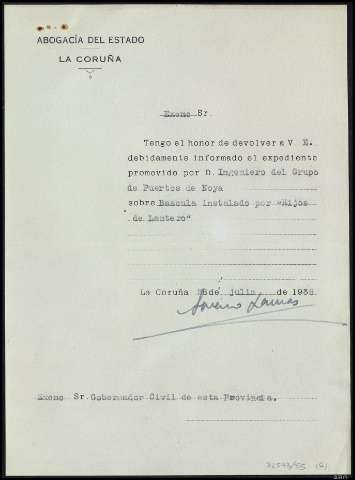 ABOGACÍA DEL ESTADO
LA CORUÑA
Excmo Sr.
Tengo el honor de devolver a V. E.
debidamente informado el expediente
promovido por D. Ingeniero del Grupo
de Puertos de Noya
sobre Bascula instalado por "Hijos
de Lantero"
La Coruña de julio de 193
Excmo Sr. Gobernador Civil de esta Provincia.